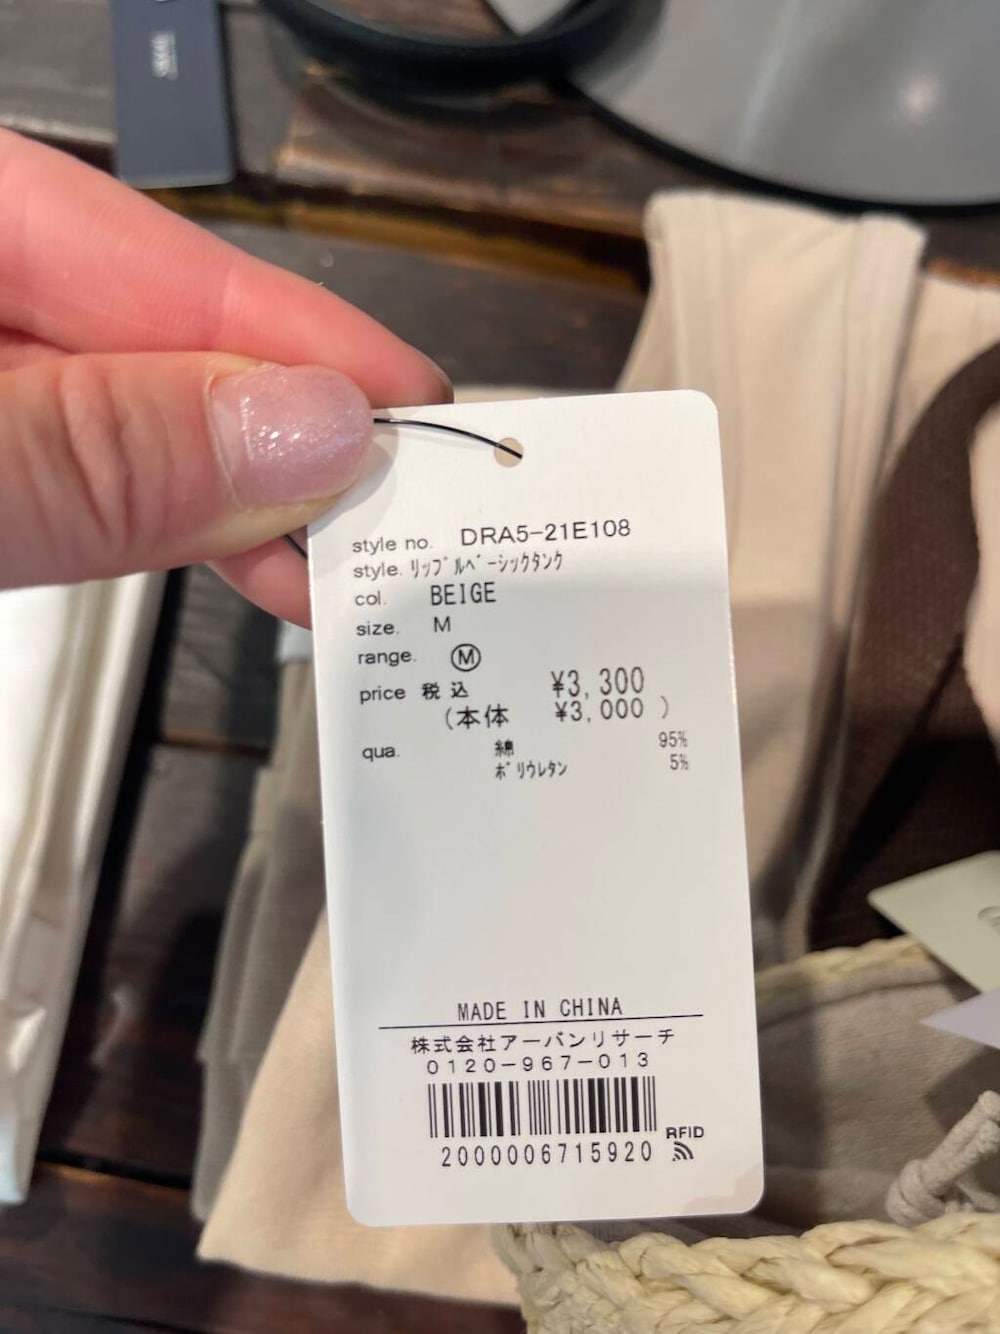 style no. DRA5-21E108
style. ﾘｯﾌﾟﾙﾍﾞｰｼｯｸﾀﾝｸ
col. BEIGE
size. M
range. Ⓜ
price 税込 ¥3,300
(本体 ¥3,000 )
qua. 綿 95%
ﾎﾟﾘｳﾚﾀﾝ 5%
MADE IN CHINA
株式会社アーバンリサーチ
0120-967-013
RFID
2000006715920